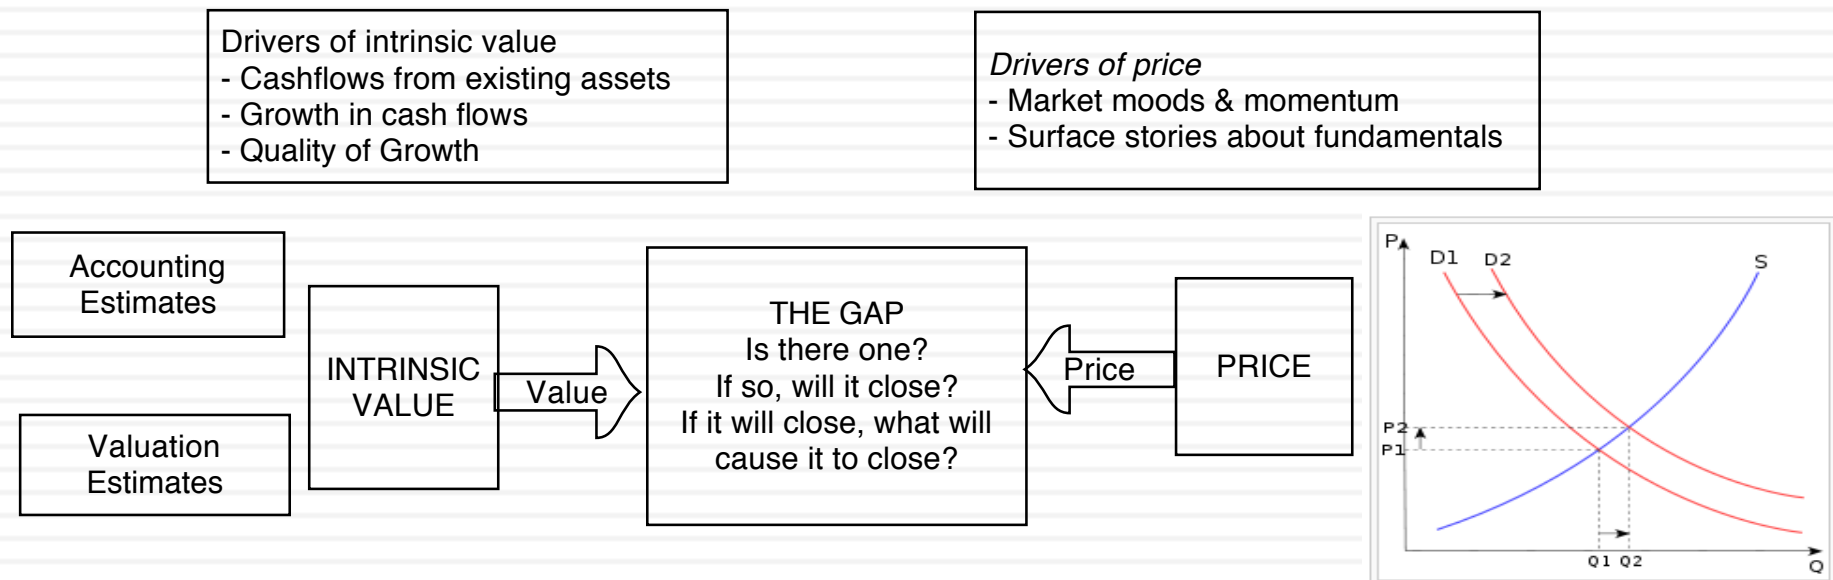 Drivers of intrinsic value
- Cashflows from existing assets
- Growth in cash flows
- Quality of Growth
Drivers of price
- Market moods & momentum
- Surface stories about fundamentals
Accounting
Estimates
Valuation
Estimates
INTRINSIC
VALUE
Value
THE GAP
Is there one?
If so, will it close?
If it will close, what will
cause it to close?
Price
PRICE
P
D1
D2
S
P2
P1
Q1
Q2
Q